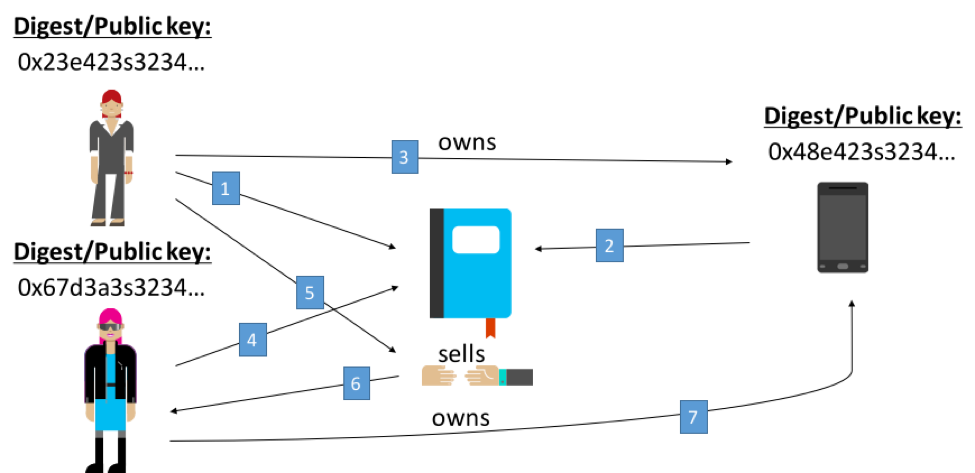 Digest/Public key:
0x23e423s3234...
owns
3
Digest/Public key:
0x48e423s3234...
1
2
Digest/Public key:
0x67d3a3s3234...
5
4
sells
6
owns
7